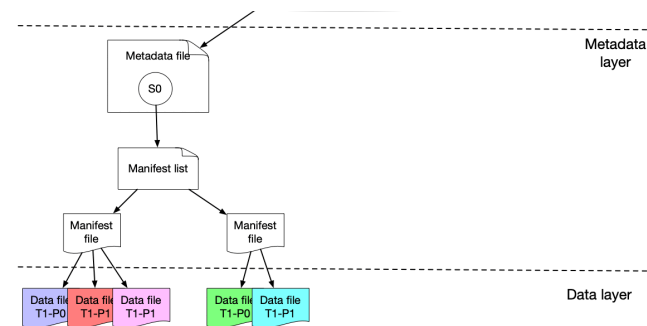 Metadata
layer
Metadata file
S0
Manifest list
Manifest
file
Manifest
file
Data layer
Data file
T1-P0
Data file
T1-P1
Data file
T1-P1
Data file
T1-P0
Data file
T1-P1